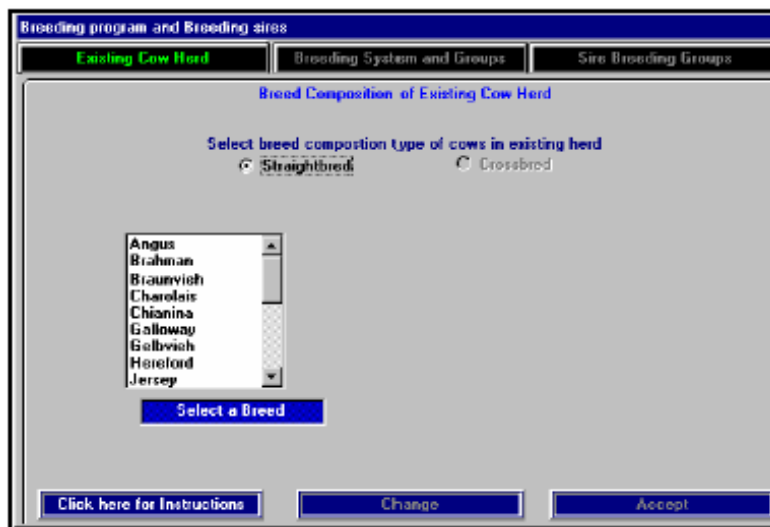 Breeding program and Breeding sires
Existing Cow Herd Breeding System and Groups Sire Breeding Groups
Breed Composition of Existing Cow Herd
Select breed compostion type of cows in existing herd
Straightbred Crossbred
Angus
Brahman
Braunvieh
Charolais
Chianina
Galloway
Gelbvieh
Hereford
Jersey
Select a Breed
Click here for Instructions Change Accept